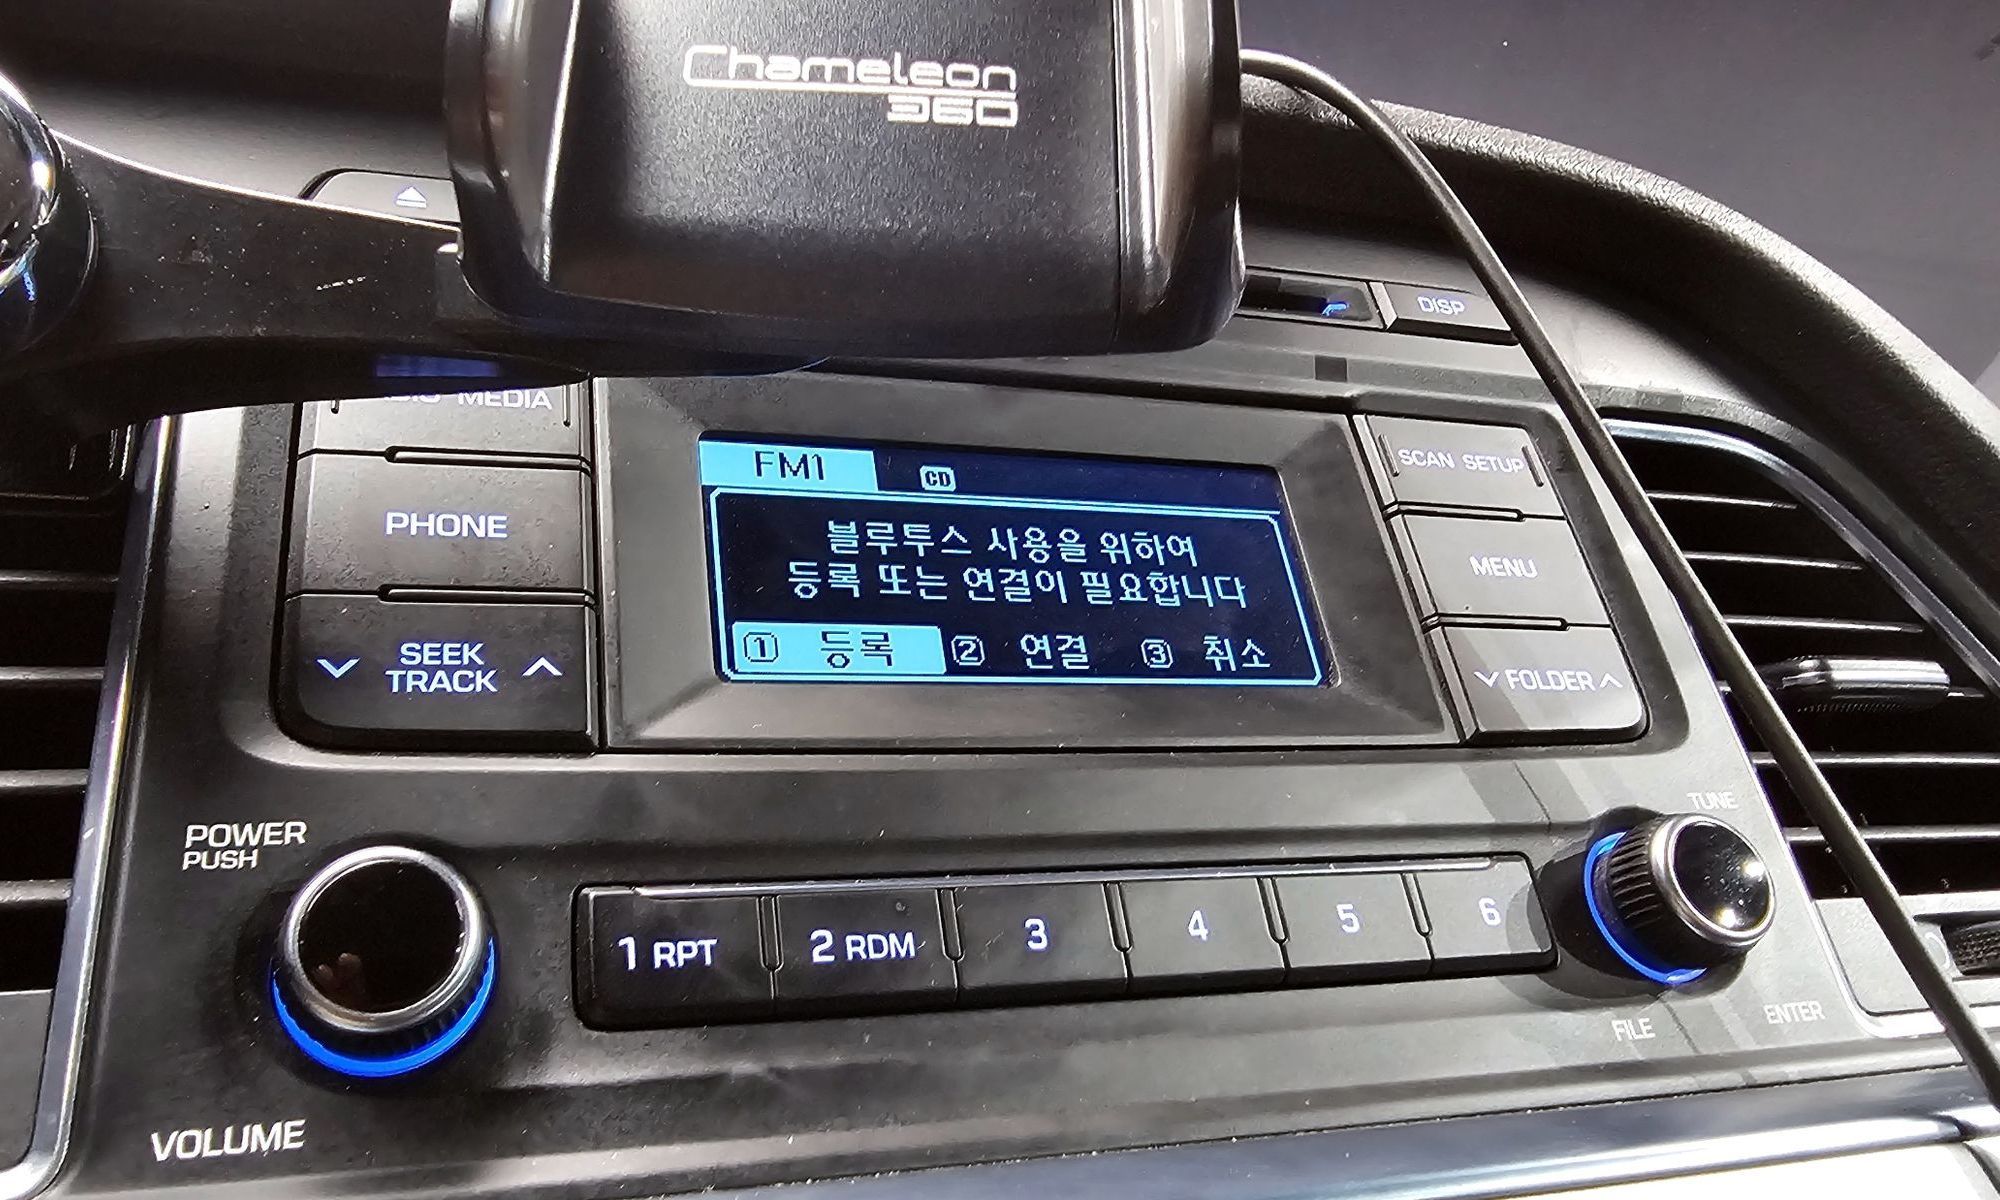 Chameleon
360
DISP
MEDIA
SCAN SETUP
FM1
CD
PHONE
블루투스 사용을 위하여
등록 또는 연결이 필요합니다
MENU
① 등록 ② 연결 ③ 취소
SEEK
TRACK
FOLDER
TUNE
POWER
PUSH
1 RPT
2 RDM
3
4
5
6
FILE
ENTER
VOLUME